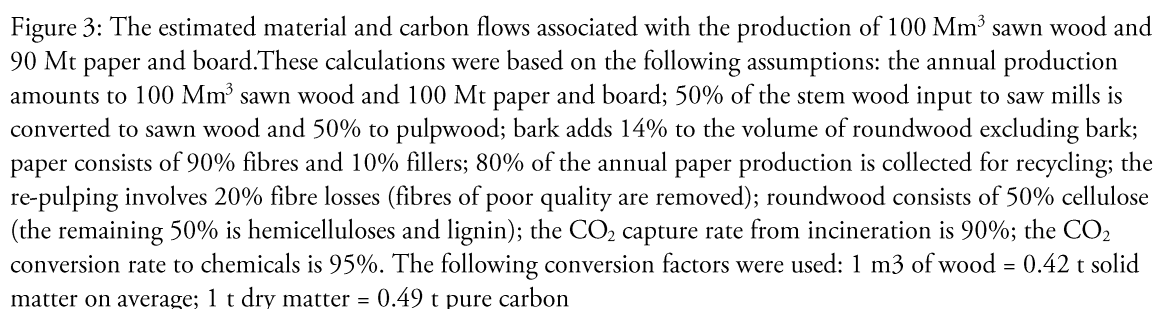 Figure 3: The estimated material and carbon flows associated with the production of 100 Mm³ sawn wood and
90 Mt paper and board.These calculations were based on the following assumptions: the annual production
amounts to 100 Mm³ sawn wood and 100 Mt paper and board; 50% of the stem wood input to saw mills is
converted to sawn wood and 50% to pulpwood; bark adds 14% to the volume of roundwood excluding bark;
paper consists of 90% fibres and 10% fillers; 80% of the annual paper production is collected for recycling; the
re-pulping involves 20% fibre losses (fibres of poor quality are removed); roundwood consists of 50% cellulose
(the remaining 50% is hemicelluloses and lignin); the CO₂ capture rate from incineration is 90%; the CO₂
conversion rate to chemicals is 95%. The following conversion factors were used: 1 m3 of wood = 0.42 t solid
matter on average; 1 t dry matter = 0.49 t pure carbon